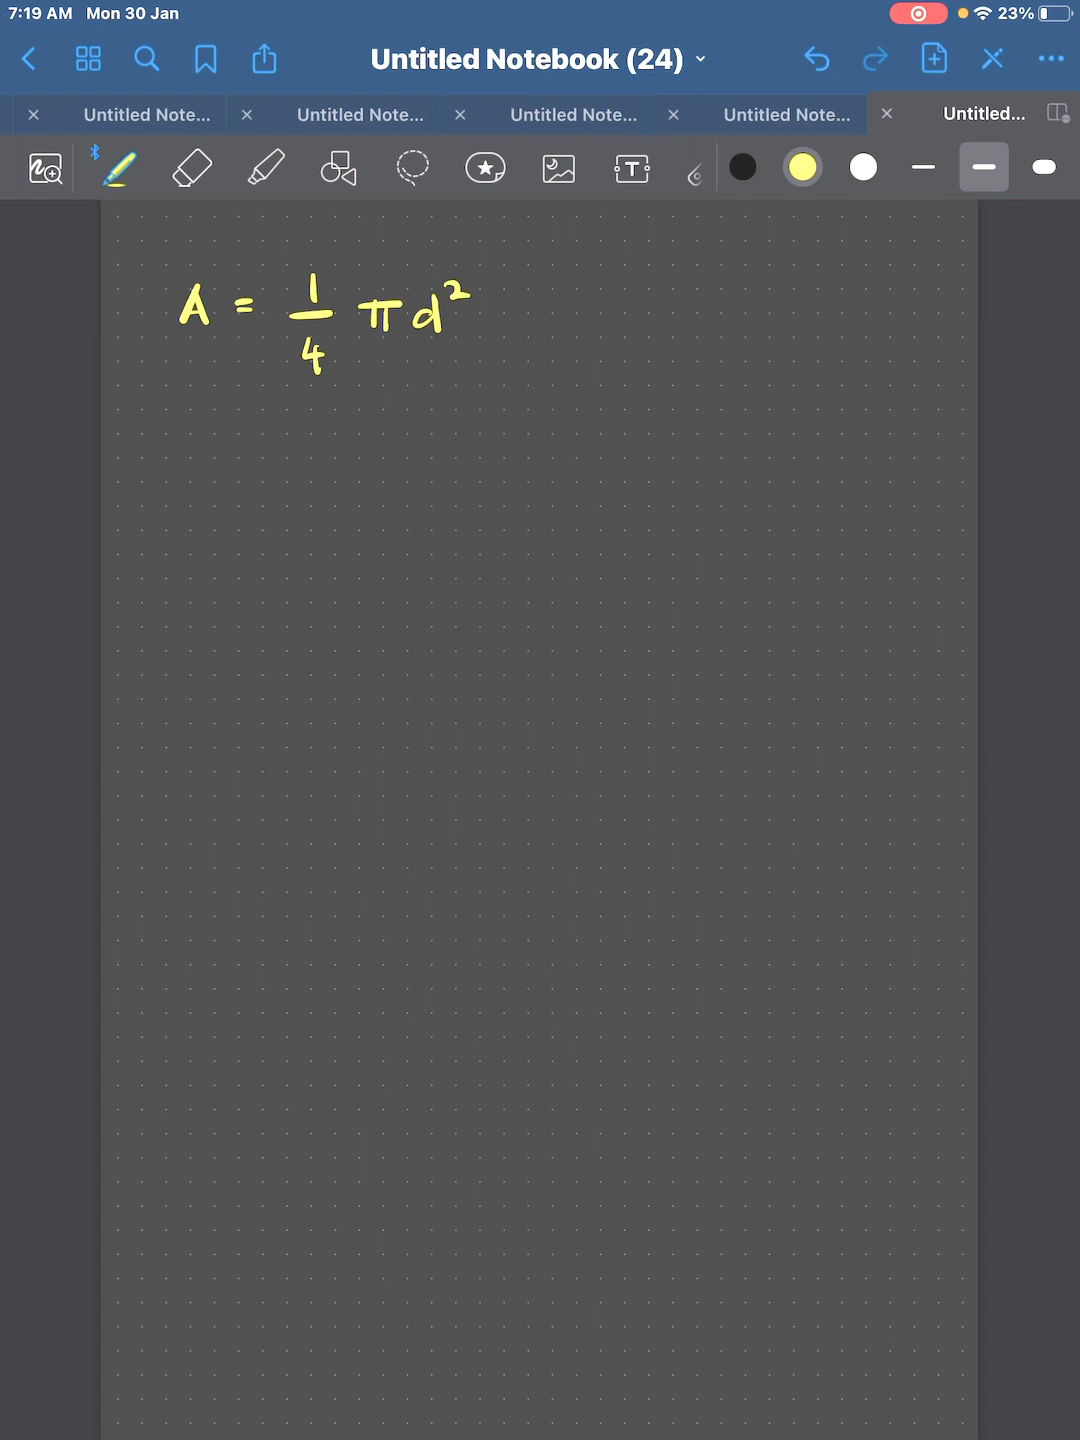 7:19 AM Mon 30 Jan 23%
Untitled Notebook (24)
Untitled Note... Untitled Note... Untitled Note... Untitled Note... Untitled...
T
A = 1/4 π d²